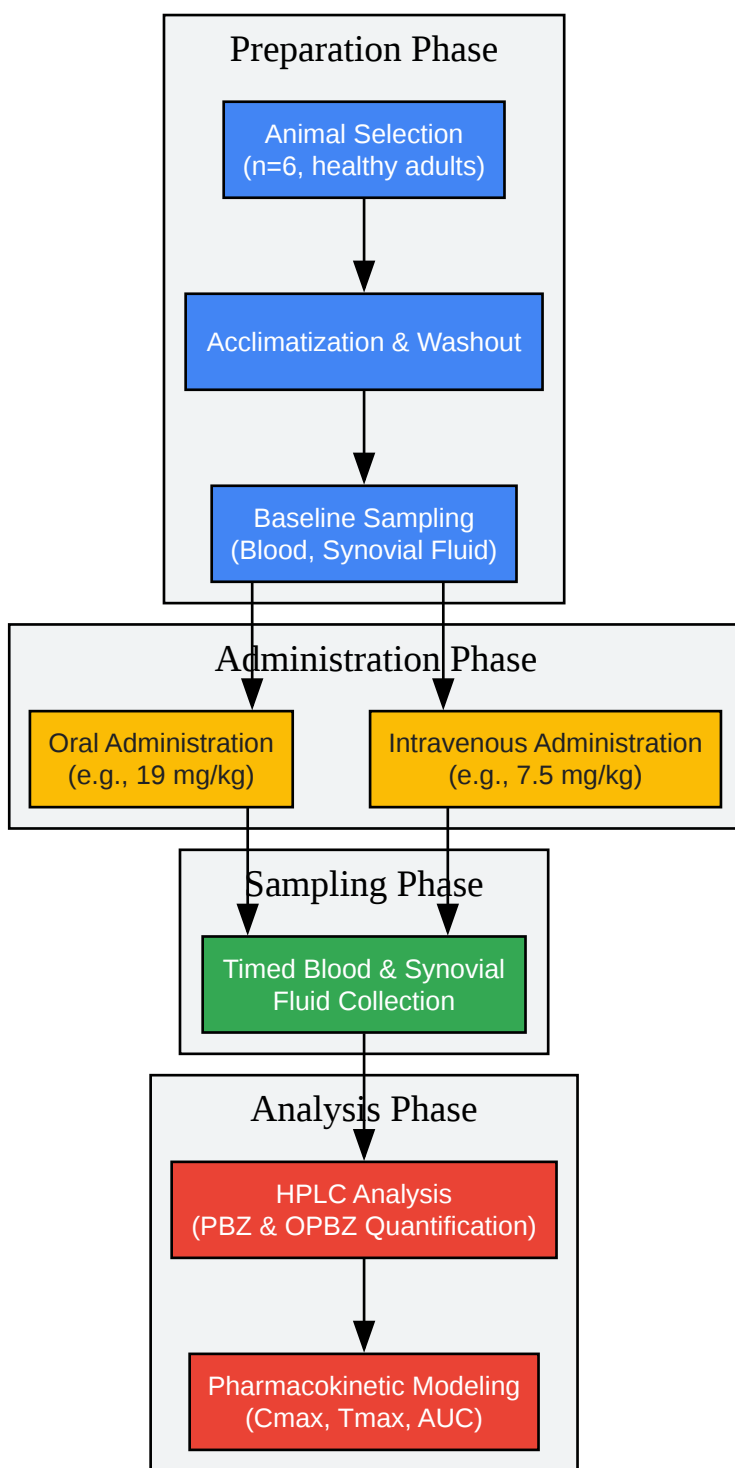 Preparation Phase
Animal Selection
(n=6, healthy adults)
Acclimatization & Washout
Baseline Sampling
(Blood, Synovial Fluid)
Administration Phase
Oral Administration
(e.g., 19 mg/kg)
Intravenous Administration
(e.g., 7.5 mg/kg)
Sampling Phase
Timed Blood & Synovial
Fluid Collection
Analysis Phase
HPLC Analysis
(PBZ & OPBZ Quantification)
Pharmacokinetic Modeling
(Cmax, Tmax, AUC)